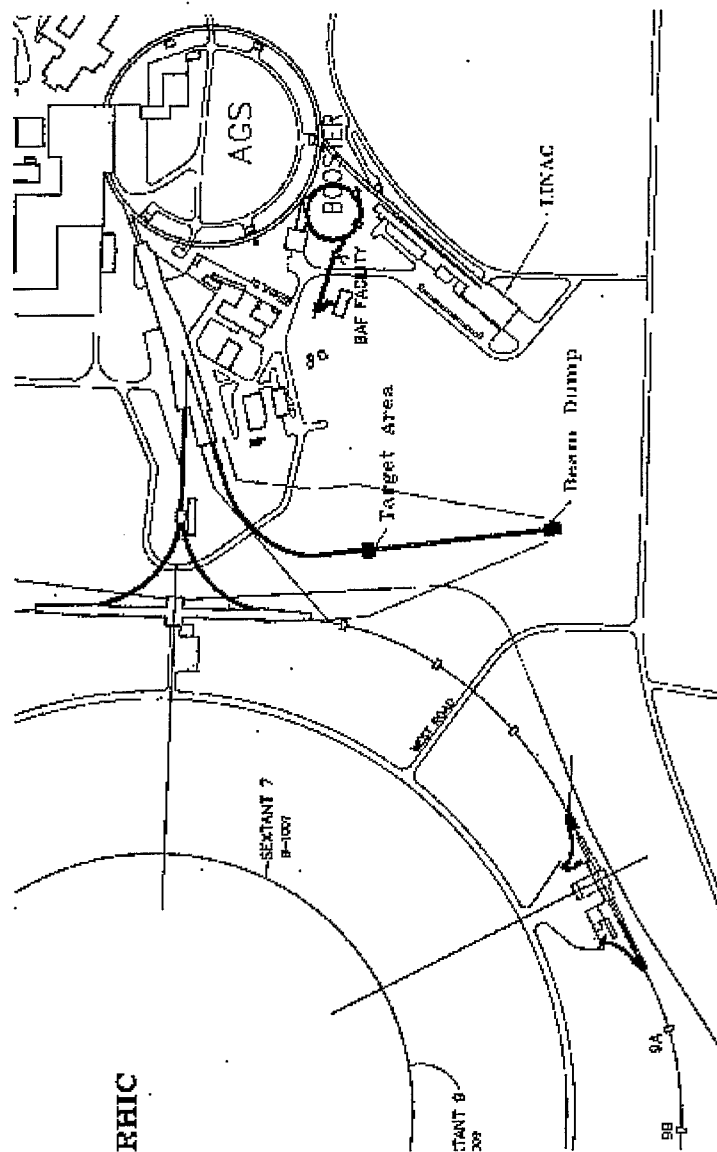 AGS
BOOSTER
LINAC
BAF FACILITY
Target Area
Beam Dump
WEST ROAD
SEXTANT 7
RHIC
9A
9B